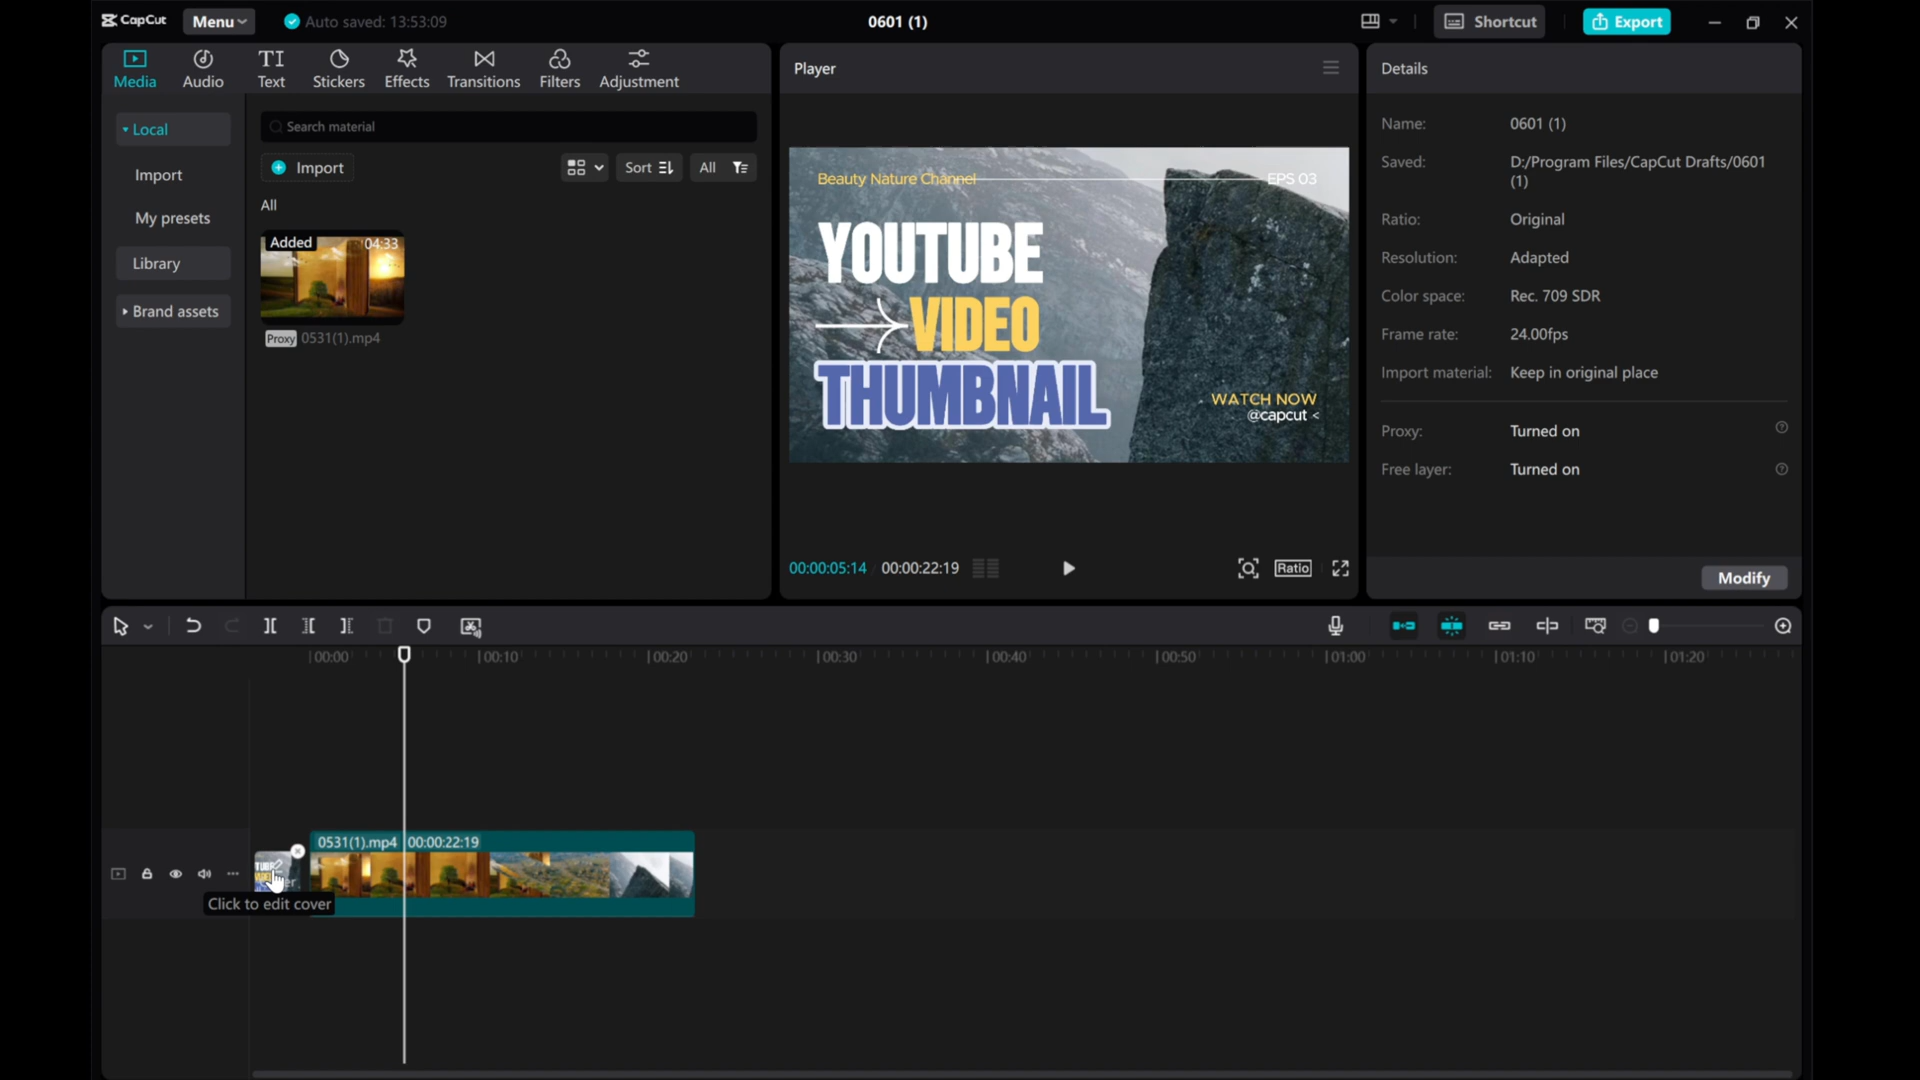 CapCut
Menu
Auto saved: 13:53:09
0601 (1)
Shortcut
Export
Media
Audio
Text
Stickers
Effects
Transitions
Filters
Adjustment
Local
Import
My presets
Library
Brand assets
Search material
Import
Sort
All
All
Added
04:33
Proxy
0531(1).mp4
Player
Beauty Nature Channel
EPS 03
YOUTUBE
VIDEO
THUMBNAIL
WATCH NOW
@capcut <
00:00:05:14
00:00:22:19
Ratio
Details
Name: 0601 (1)
Saved: D:/Program Files/CapCut Drafts/0601
(1)
Ratio: Original
Resolution: Adapted
Color space: Rec. 709 SDR
Frame rate: 24.00fps
Import material: Keep in original place
Proxy: Turned on
Free layer: Turned on
Modify
00:00
00:10
00:20
00:30
00:40
00:50
01:00
01:10
01:20
0531(1).mp4 00:00:22:19
Click to edit cover